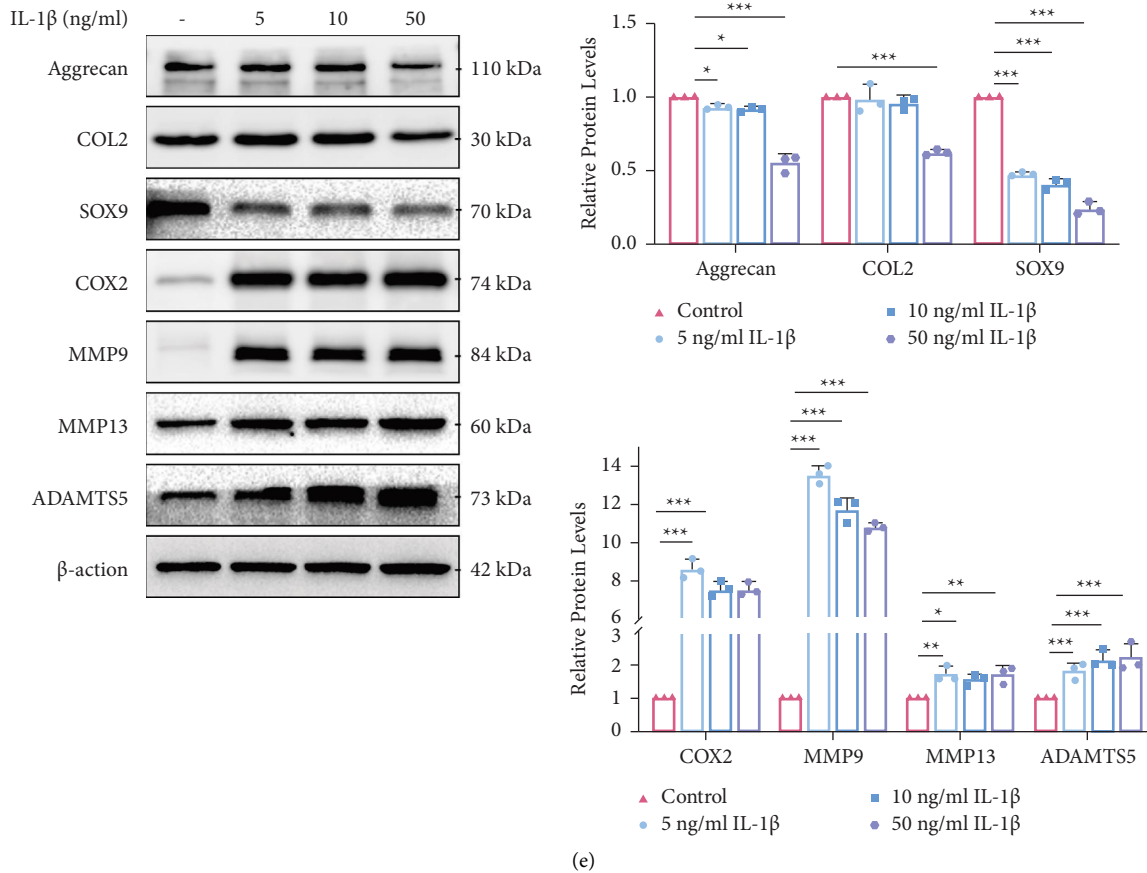 IL-1β (ng/ml) - 5 10 50
Aggrecan 110 kDa
COL2 30 kDa
SOX9 70 kDa
COX2 74 kDa
MMP9 84 kDa
MMP13 60 kDa
ADAMTS5 73 kDa
β-action 42 kDa
Relative Protein Levels
1.0
0.5
0.0
***
*
*
***
***
***
***
Aggrecan COL2 SOX9
Control
5 ng/ml IL-1β
10 ng/ml IL-1β
50 ng/ml IL-1β
Relative Protein Levels
14
12
10
8
6
3
2
1
0
***
***
***
***
***
**
*
**
***
***
***
COX2 MMP9 MMP13 ADAMTS5
Control
5 ng/ml IL-1β
10 ng/ml IL-1β
50 ng/ml IL-1β
(e)